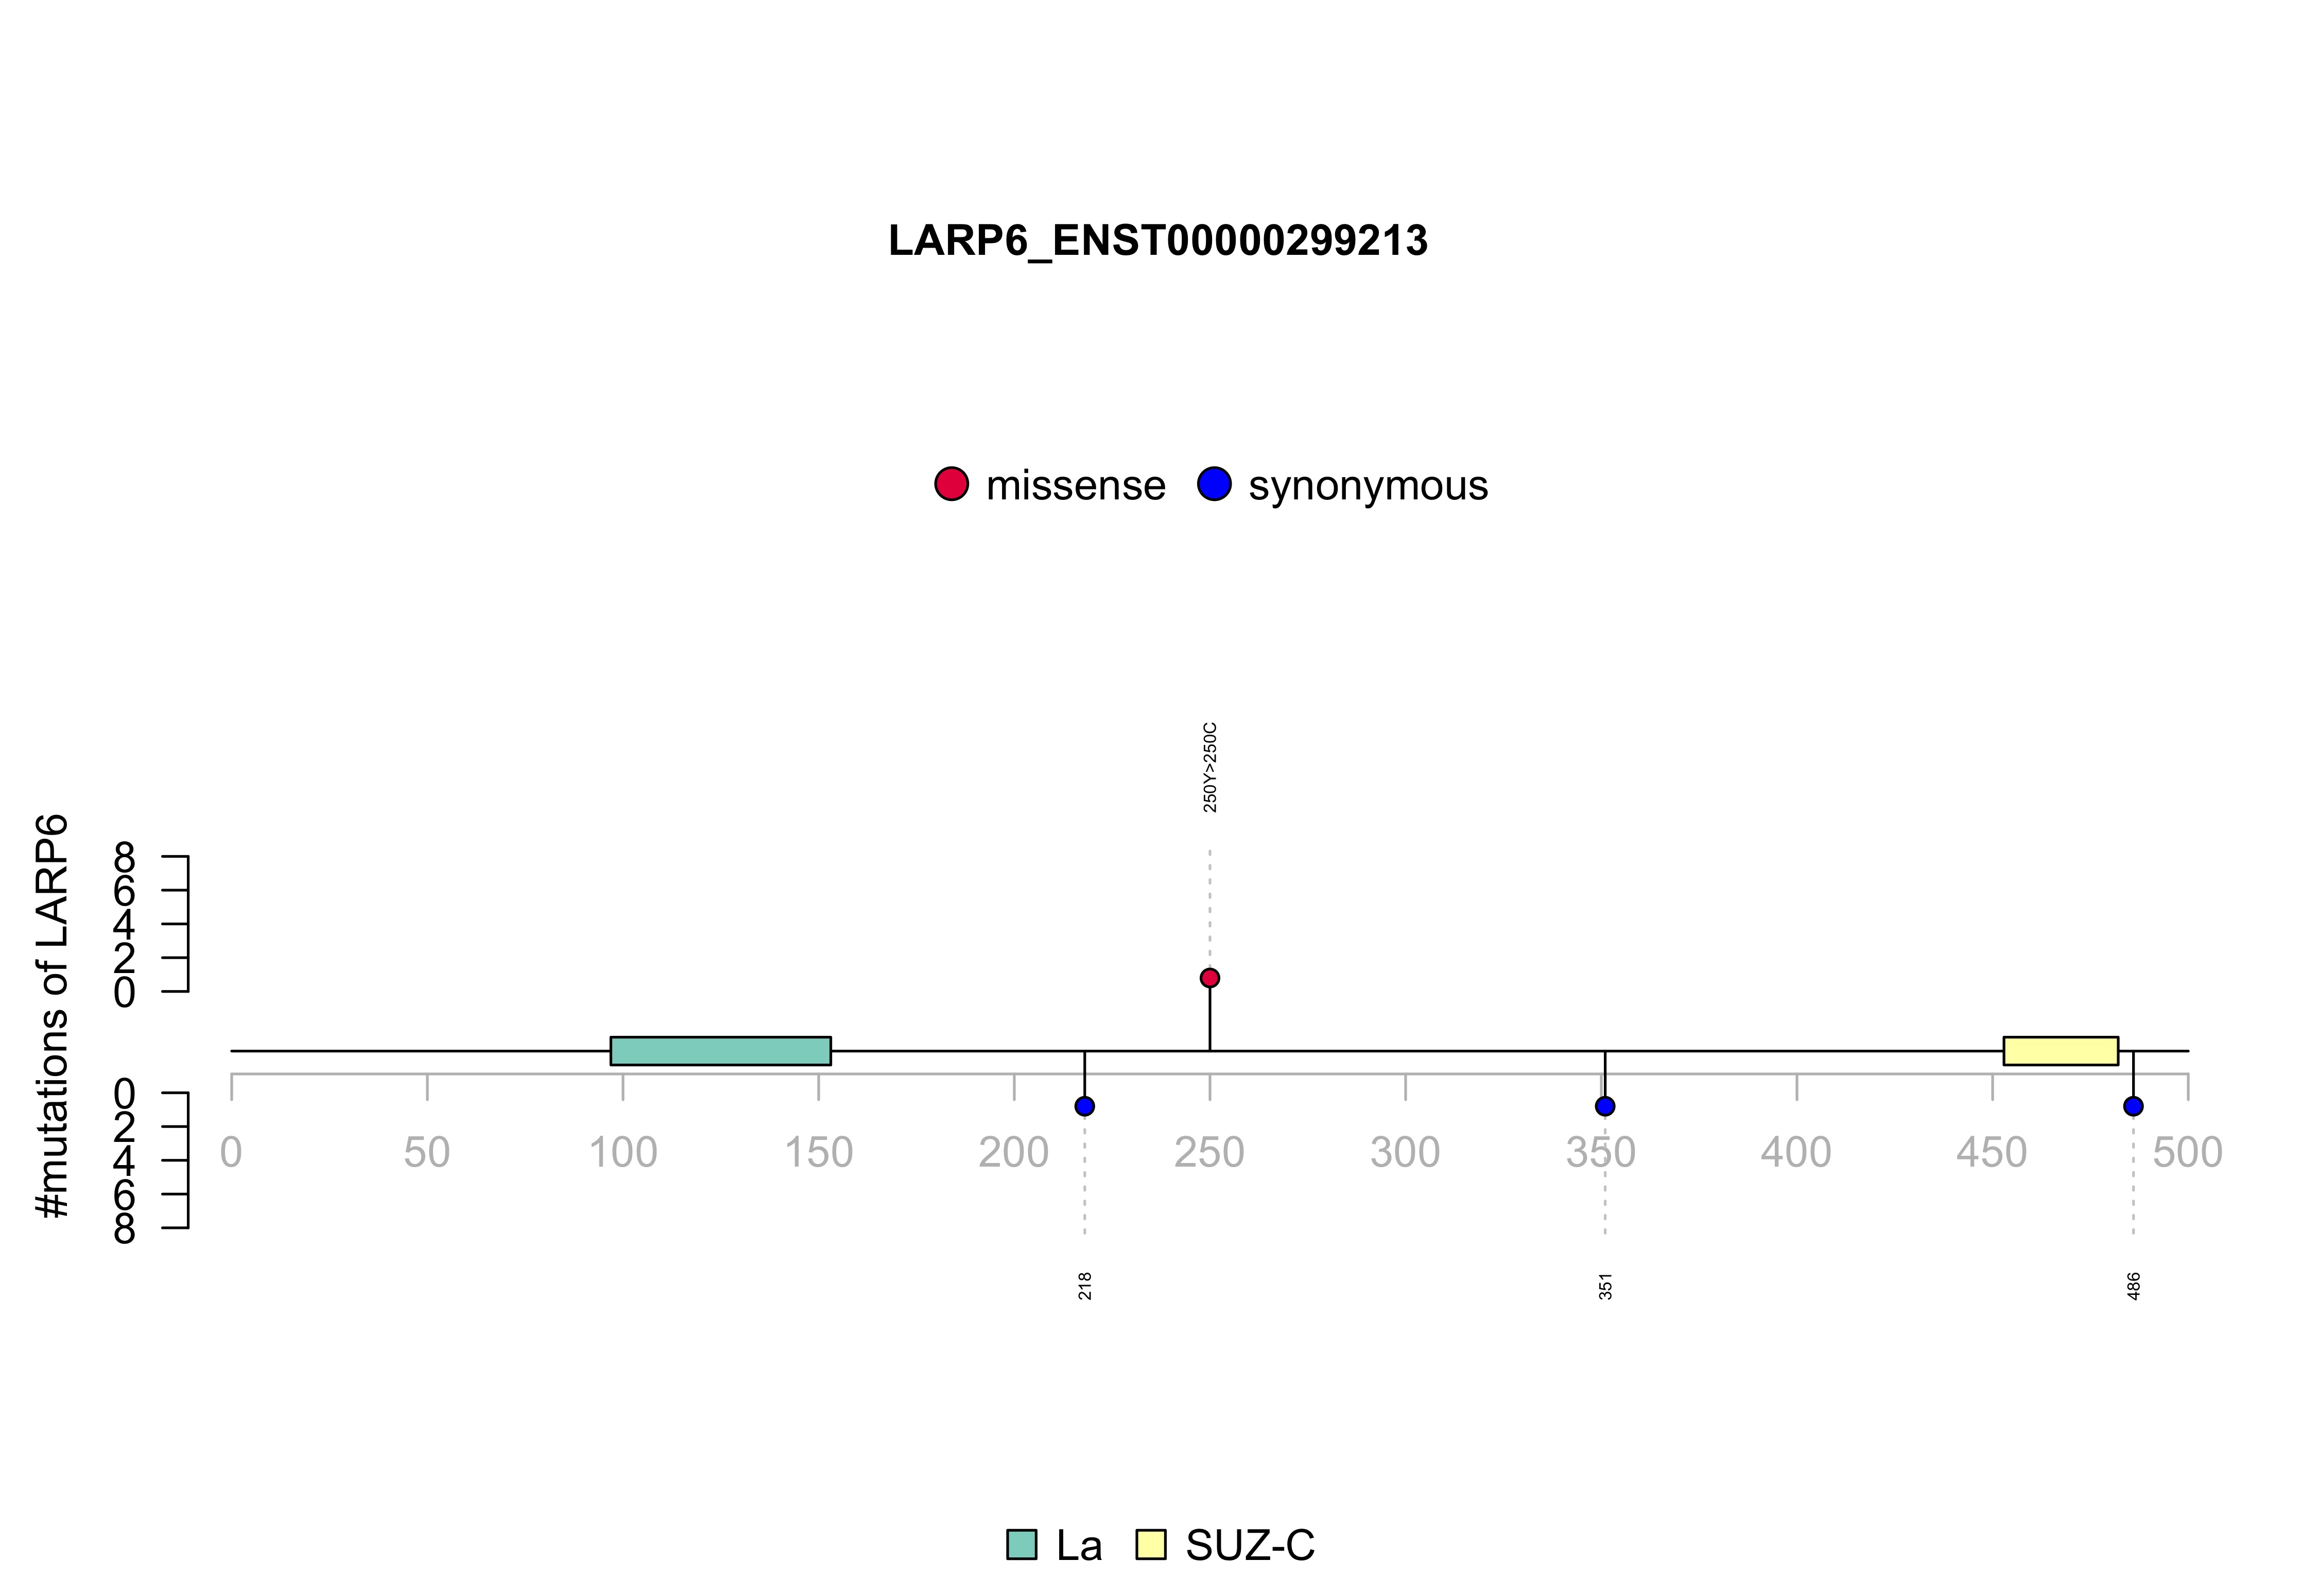 LARP6_ENST00000299213
missense synonymous
250Y>250C
#mutations of LARP6
8
6
4
2
0
0
2
4
6
8
0 50 100 150 200 250 300 350 400 450 500
218 351 486
La SUZ-C